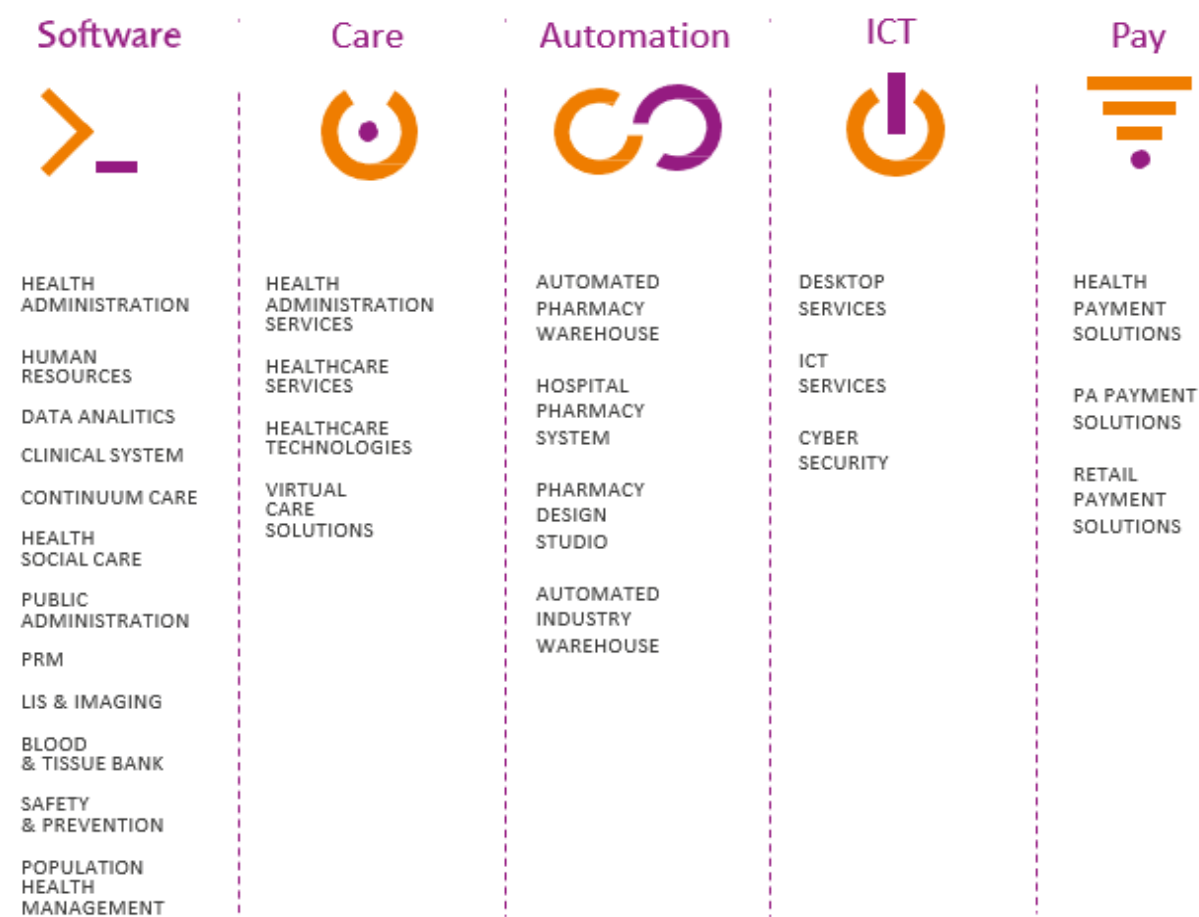 Software
HEALTH
ADMINISTRATION
HUMAN
RESOURCES
DATA ANALITICS
CLINICAL SYSTEM
CONTINUUM CARE
HEALTH
SOCIAL CARE
PUBLIC
ADMINISTRATION
PRM
LIS & IMAGING
BLOOD
& TISSUE BANK
SAFETY
& PREVENTION
POPULATION
HEALTH
MANAGEMENT
Care
HEALTH
ADMINISTRATION
SERVICES
HEALTHCARE
SERVICES
HEALTHCARE
TECHNOLOGIES
VIRTUAL
CARE
SOLUTIONS
Automation
AUTOMATED
PHARMACY
WAREHOUSE
HOSPITAL
PHARMACY
SYSTEM
PHARMACY
DESIGN
STUDIO
AUTOMATED
INDUSTRY
WAREHOUSE
ICT
DESKTOP
SERVICES
ICT
SERVICES
CYBER
SECURITY
Pay
HEALTH
PAYMENT
SOLUTIONS
PA PAYMENT
SOLUTIONS
RETAIL
PAYMENT
SOLUTIONS